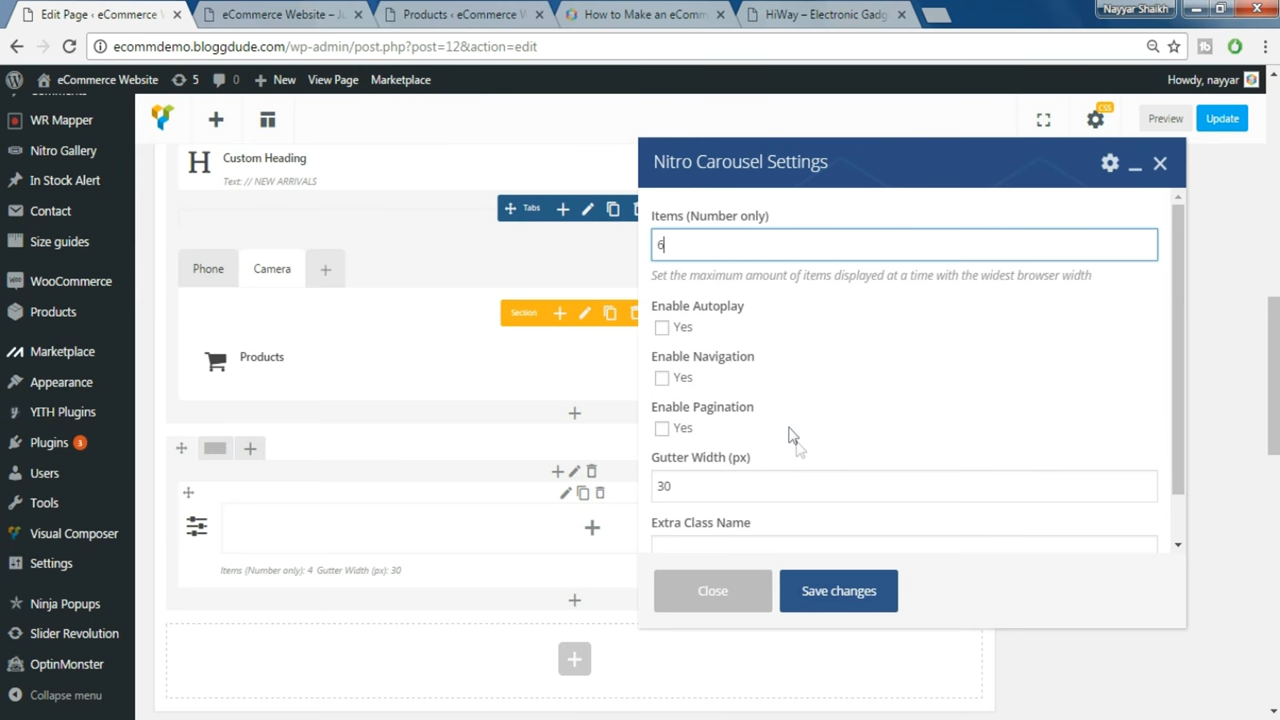 Edit Page ‹ eCommerce W
eCommerce Website – Ju
Products ‹ eCommerce W
How to Make an eComm
HiWay – Electronic Gadg
Nayyar Shaikh
ecommdemo.bloggdude.com/wp-admin/post.php?post=12&action=edit
eCommerce Website
5
0
New
View Page
Marketplace
Howdy, nayyar
Comments
WR Mapper
Nitro Gallery
In Stock Alert
Contact
Size guides
WooCommerce
Products
Marketplace
Appearance
YITH Plugins
Plugins 3
Users
Tools
Visual Composer
Settings
Ninja Popups
Slider Revolution
OptinMonster
Collapse menu
CSS
Preview
Update
H
Custom Heading
Text: // NEW ARRIVALS
Tabs
Phone
Camera
Section
Products
Items (Number only): 4 Gutter Width (px): 30
Nitro Carousel Settings
Items (Number only)
6
Set the maximum amount of items displayed at a time with the widest browser width
Enable Autoplay
Yes
Enable Navigation
Yes
Enable Pagination
Yes
Gutter Width (px)
30
Extra Class Name
Close
Save changes